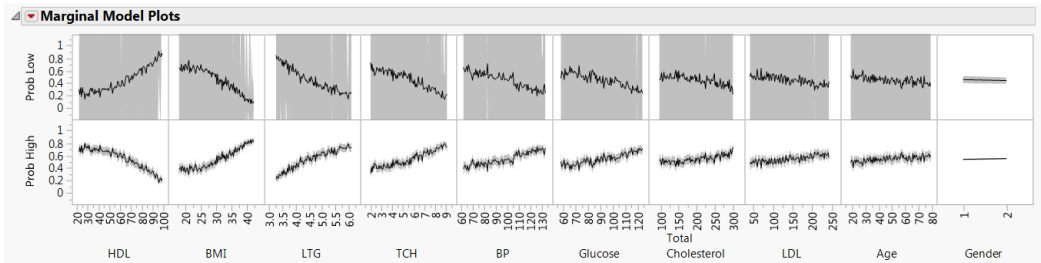 Marginal Model Plots
Prob Low
1
0.8
0.6
0.4
0.2
0
Prob High
1
0.8
0.6
0.4
0.2
0
20 30 40 50 60 70 80 90 100
20 25 30 35 40
3.0 3.5 4.0 4.5 5.0 5.5 6.0
2 3 4 5 6 7 8 9
60 70 80 90 100 110 120 130
60 70 80 90 100 110 120
100 150 200 250 300
50 100 150 200 250
20 30 40 50 60 70 80
1 2
HDL
BMI
LTG
TCH
BP
Glucose
Total
Cholesterol
LDL
Age
Gender